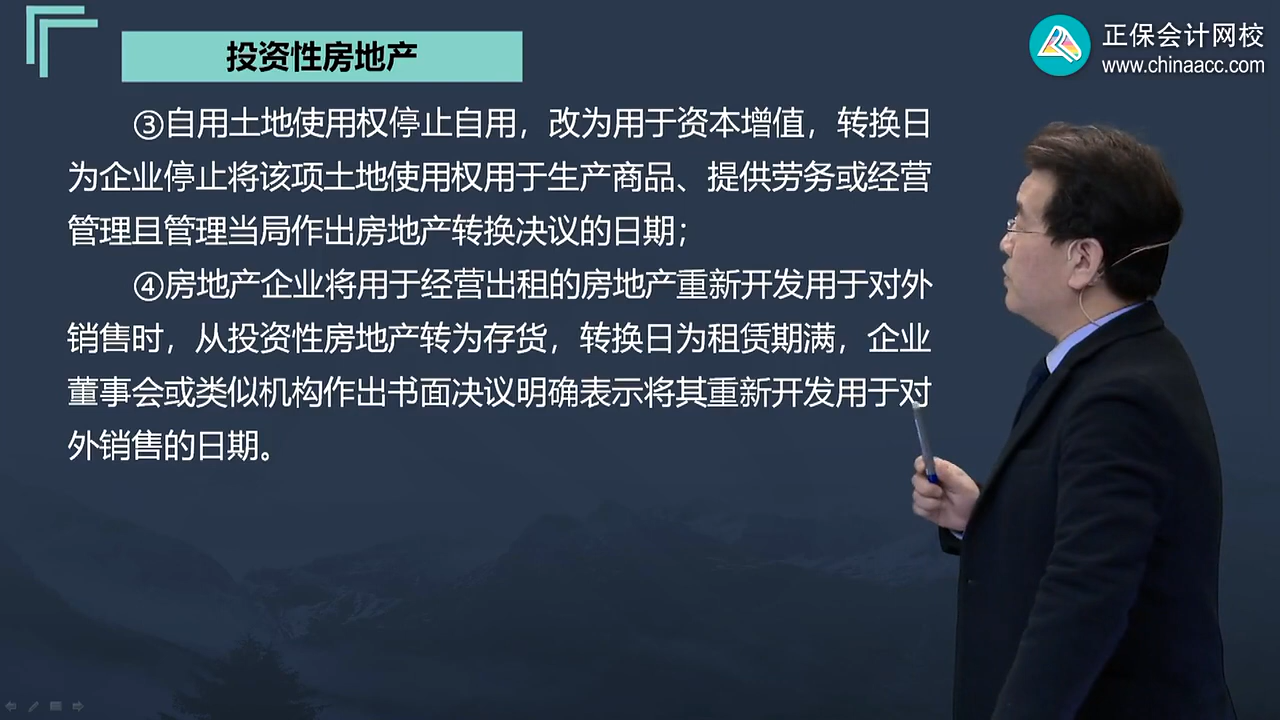 投资性房地产
正保会计网校
www.chinaacc.com
③自用土地使用权停止自用，改为用于资本增值，转换日
为企业停止将该项土地使用权用于生产商品、提供劳务或经营
管理且管理当局作出房地产转换决议的日期；
④房地产企业将用于经营出租的房地产重新开发用于对外
销售时，从投资性房地产转为存货，转换日为租赁期满，企业
董事会或类似机构作出书面决议明确表示将其重新开发用于对
外销售的日期。